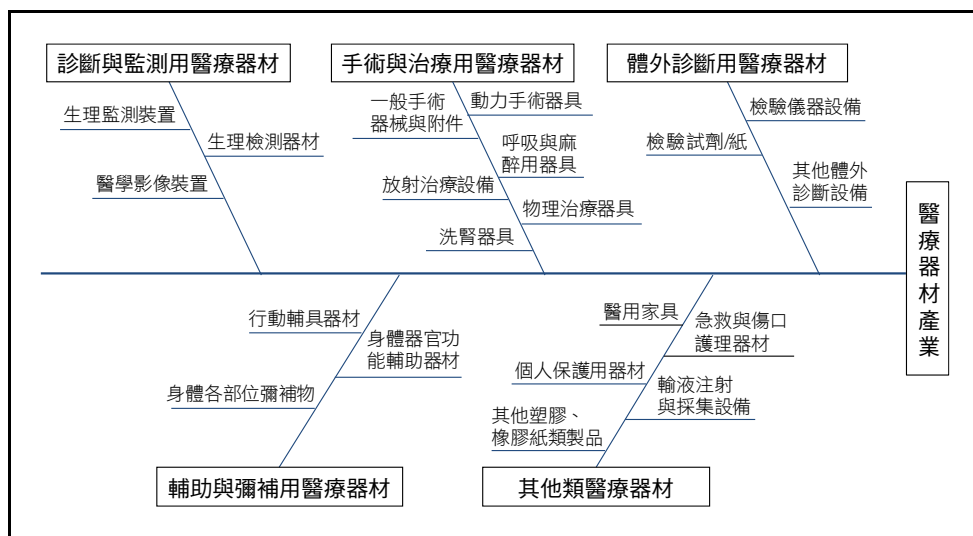 診斷與監測用醫療器材
生理監測裝置
生理檢測器材
醫學影像裝置
手術與治療用醫療器材
一般手術
器械與附件
動力手術器具
呼吸與麻
醉用器具
放射治療設備
物理治療器具
洗腎器具
體外診斷用醫療器材
檢驗儀器設備
檢驗試劑/紙
其他體外
診斷設備
醫療器材產業
行動輔具器材
身體器官功
能輔助器材
身體各部位彌補物
輔助與彌補用醫療器材
醫用家具
急救與傷口
護理器材
個人保護用器材
輸液注射
與採集設備
其他塑膠、
橡膠紙類製品
其他類醫療器材